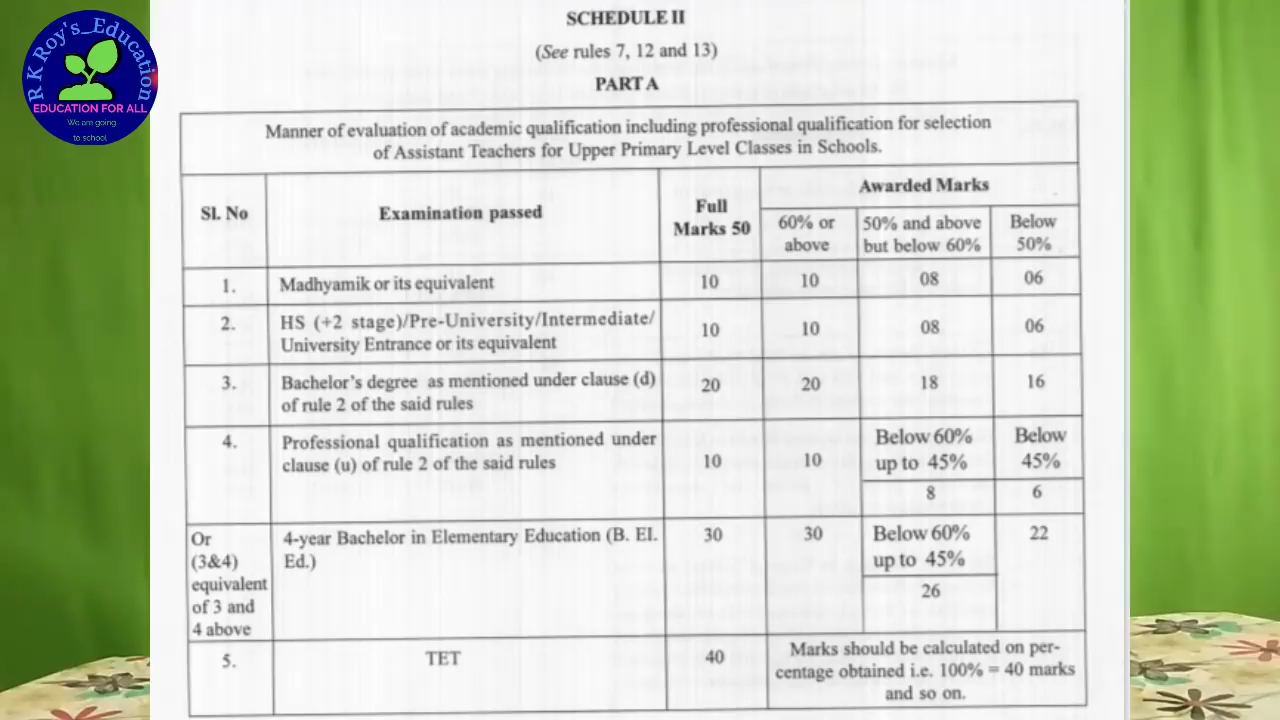 R K Roy's_Education
EDUCATION FOR ALL
We are going
to school
SCHEDULE II
(See rules 7, 12 and 13)
PART A
Manner of evaluation of academic qualification including professional qualification for selection
of Assistant Teachers for Upper Primary Level Classes in Schools.
Sl. No
Examination passed
Full
Marks 50
Awarded Marks
60% or
above
50% and above
but below 60%
Below
50%
1. Madhyamik or its equivalent 10 10 08 06
2. HS (+2 stage)/Pre-University/Intermediate/
University Entrance or its equivalent 10 10 08 06
3. Bachelor's degree as mentioned under clause (d)
of rule 2 of the said rules 20 20 18 16
4. Professional qualification as mentioned under
clause (u) of rule 2 of the said rules 10 10
Below 60%
up to 45%
8
Below
45%
6
Or
(3&4)
equivalent
of 3 and
4 above
4-year Bachelor in Elementary Education (B. El.
Ed.)
30 30
Below 60%
up to 45%
26
22
5. TET 40
Marks should be calculated on per-
centage obtained i.e. 100% = 40 marks
and so on.